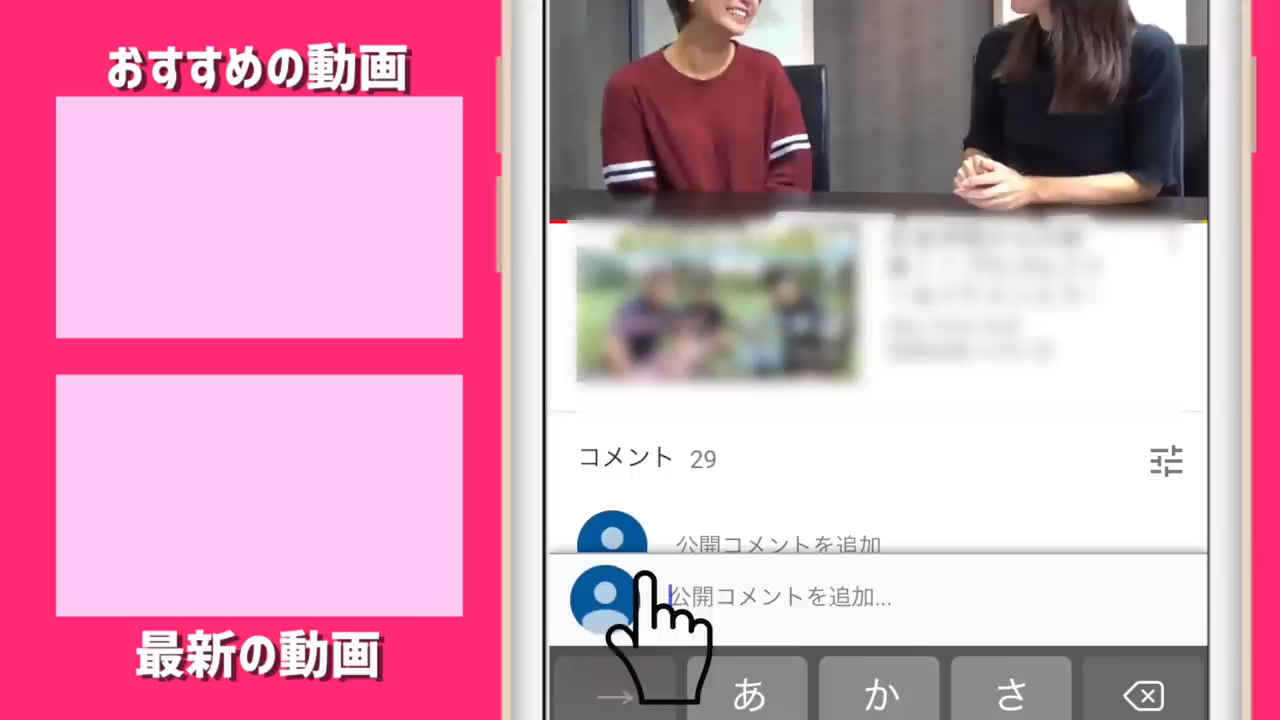 おすすめの動画
最新の動画
コメント 29
公開コメントを追加
公開コメントを追加...
→ あ か さ